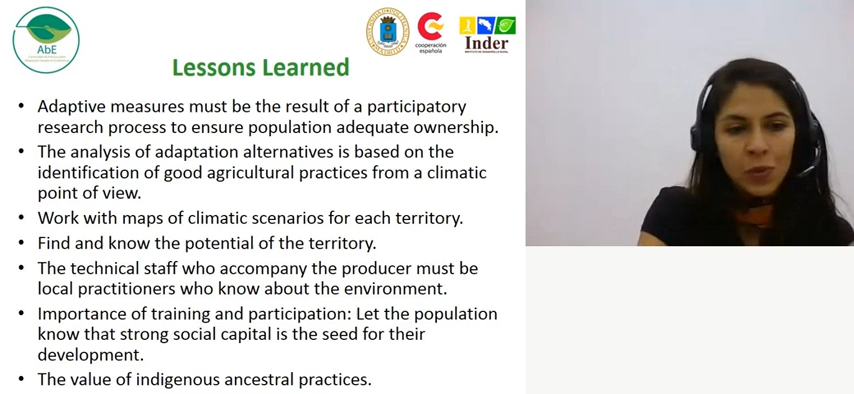 AbE
cooperación
española
Inder
Lessons Learned
• Adaptive measures must be the result of a participatory
research process to ensure population adequate ownership.
• The analysis of adaptation alternatives is based on the
identification of good agricultural practices from a climatic
point of view.
• Work with maps of climatic scenarios for each territory.
• Find and know the potential of the territory.
• The technical staff who accompany the producer must be
local practitioners who know about the environment.
• Importance of training and participation: Let the population
know that strong social capital is the seed for their
development.
• The value of indigenous ancestral practices.